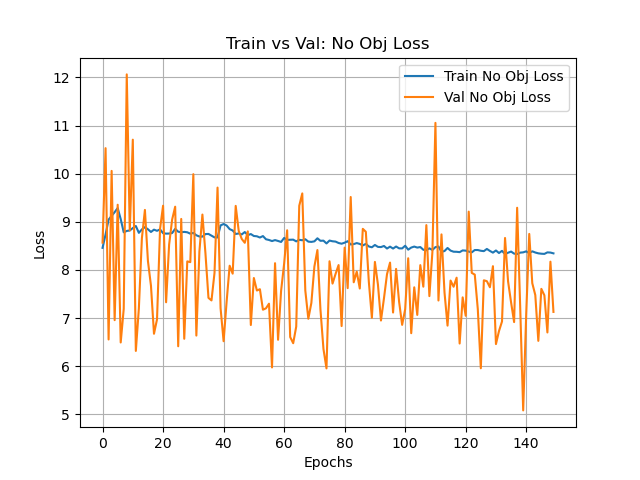 Train vs Val: No Obj Loss
Train No Obj Loss
Val No Obj Loss
12
11
10
9
8
7
6
5
Loss
0 20 40 60 80 100 120 140
Epochs